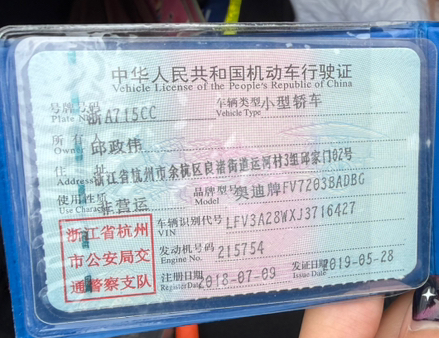 中华人民共和国机动车行驶证
Vehicle License of the People's Republic of China
号牌号码 浙A715CC 车辆类型 小型轿车
Plate No. Vehicle Type
所有人 邱政伟
Owner
住址 浙江省杭州市余杭区良渚街道运河村3组邱家门02号
Address
使用性质 非营运 品牌型号 奥迪牌FV7203BADBG
Use Character Model
车辆识别代号 LFV3A28WXJ3716427
VIN
发动机号码 215754
Engine No.
注册日期 2018-07-09 发证日期 2019-05-28
Register Date Issue Date
浙江省杭州
市公安局交
通警察支队